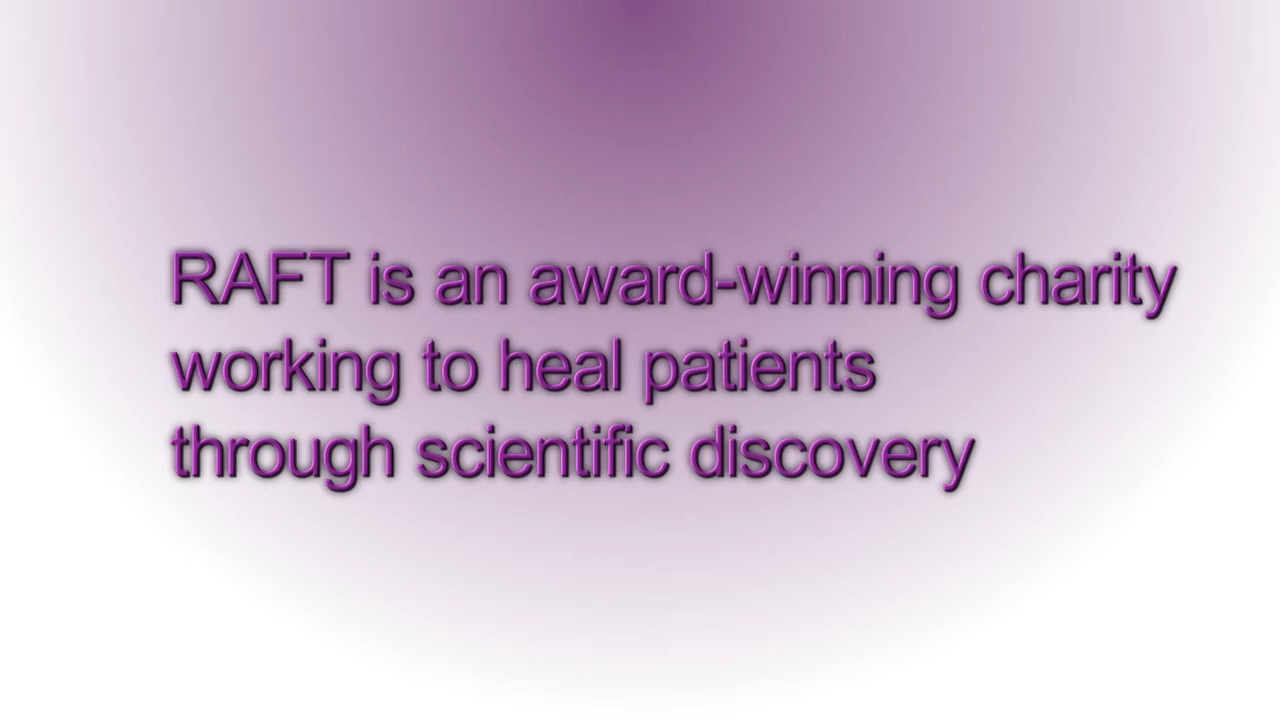 RAFT is an award-winning charity
working to heal patients
through scientific discovery